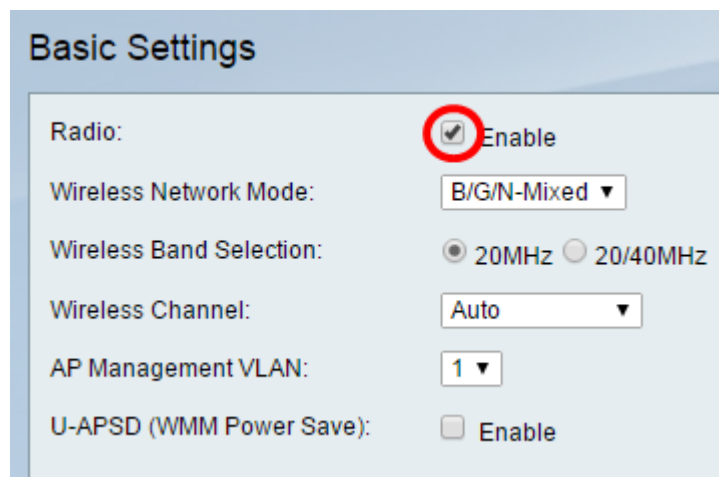 Basic Settings
Radio: Enable
Wireless Network Mode: B/G/N-Mixed
Wireless Band Selection: 20MHz 20/40MHz
Wireless Channel: Auto
AP Management VLAN: 1
U-APSD (WMM Power Save): Enable